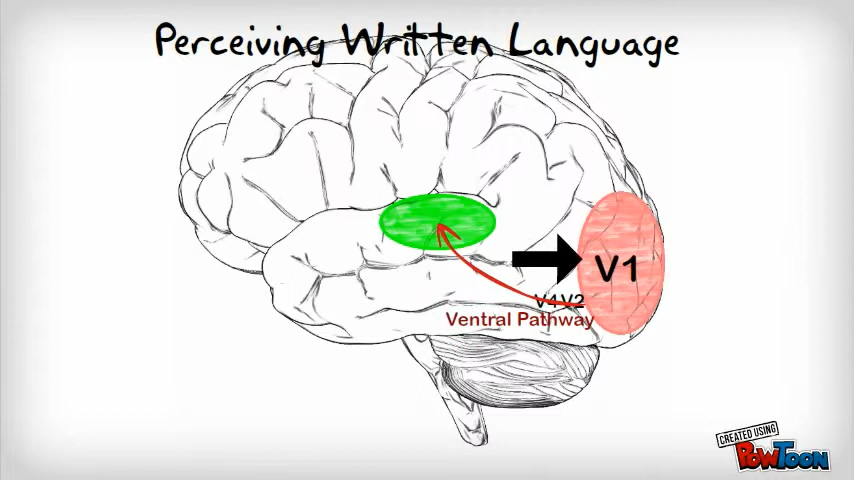 Perceiving Written Language
V1
V4V2
Ventral Pathway
CREATED USING
POWTOON